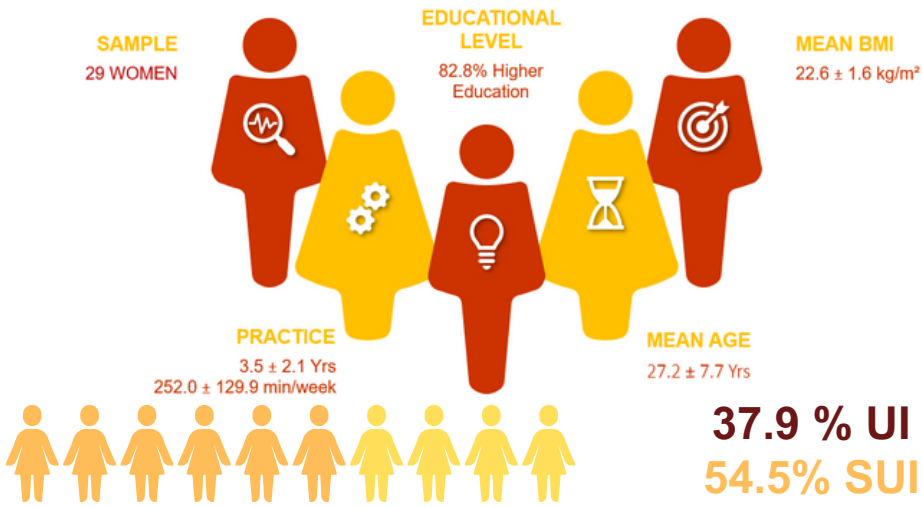 SAMPLE
29 WOMEN
EDUCATIONAL
LEVEL
82.8% Higher
Education
MEAN BMI
22.6 ± 1.6 kg/m²
PRACTICE
3.5 ± 2.1 Yrs
252.0 ± 129.9 min/week
MEAN AGE
27.2 ± 7.7 Yrs
37.9 % UI
54.5% SUI